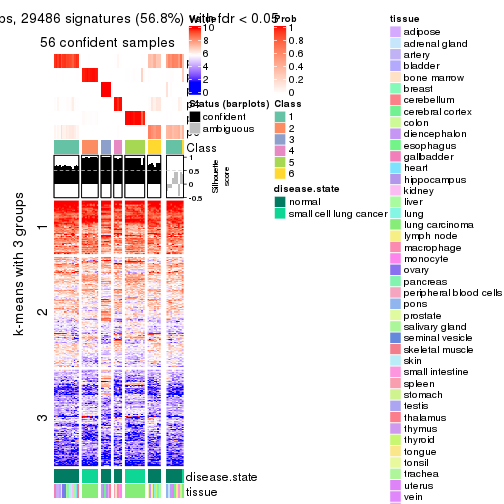 ps, 29486 signatures (56.8%) with fdr < 0.05
56 confident samples
Value
10
8
6
4
2
0
Prob
1
0.8
0.6
0.4
0.2
0
Status (barplots)
confident
ambiguous
Class
1
2
3
4
5
6
disease.state
normal
small cell lung cancer
Class
1
0.5
0
-0.5
Silhouette
score
k-means with 3 groups
1
2
3
disease.state
tissue
tissue
adipose
adrenal gland
artery
bladder
bone marrow
breast
cerebellum
cerebral cortex
colon
diencephalon
esophagus
gallbadder
heart
hippocampus
kidney
liver
lung
lung carcinoma
lymph node
macrophage
monocyte
ovary
pancreas
peripheral blood cells
pons
prostate
salivary gland
seminal vesicle
skeletal muscle
skin
small intestine
spleen
stomach
testis
thalamus
thymus
thyroid
tongue
tonsil
trachea
uterus
vein